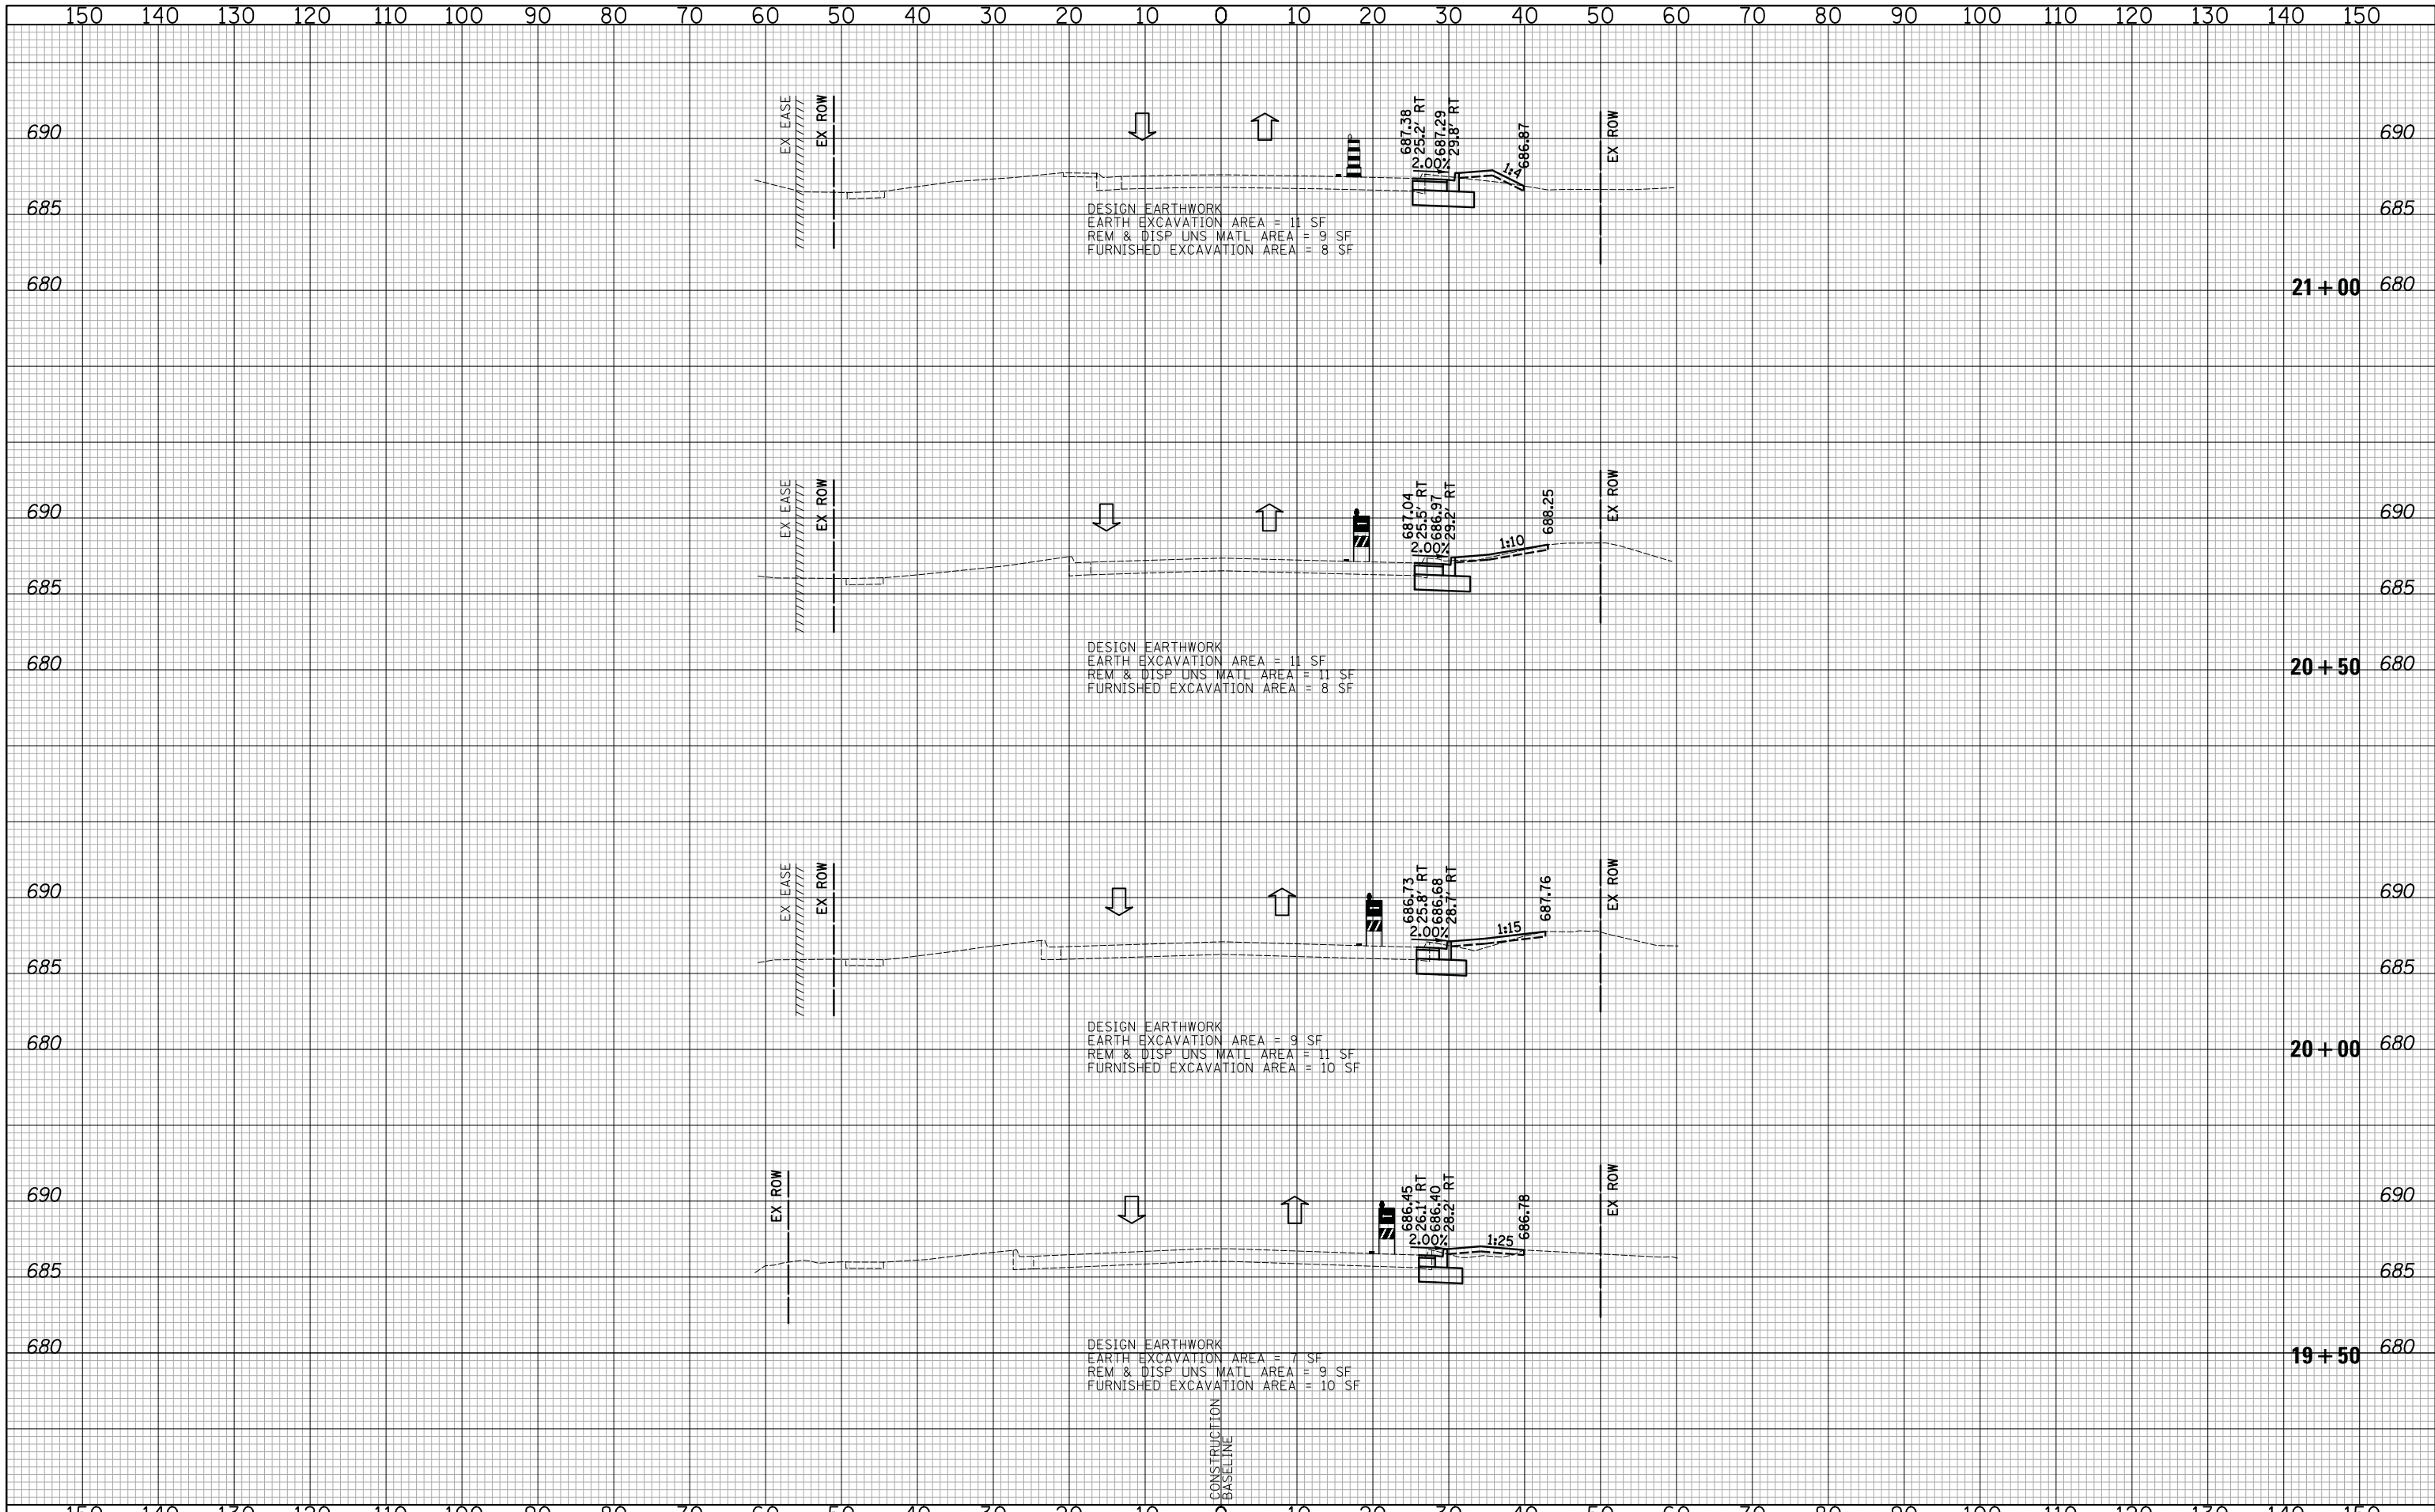 150 140 130 120 110 100 90 80 70 60 50 40 30 20 10 0 10 20 30 40 50 60 70 80 90 100 110 120 130 140 150
EX EASE
EX ROW
687.38
25.2' RT
687.29
29.8' RT
2.00%
1:4
686.87
EX ROW
690 690
685 685
DESIGN EARTHWORK
EARTH EXCAVATION AREA = 11 SF
REM & DISP UNS MATL AREA = 9 SF
FURNISHED EXCAVATION AREA = 8 SF
680 21+00 680
EX EASE
EX ROW
687.04
25.5' RT
686.97
29.2' RT
2.00%
1:10
688.25
EX ROW
690 690
685 685
DESIGN EARTHWORK
EARTH EXCAVATION AREA = 11 SF
REM & DISP UNS MATL AREA = 11 SF
FURNISHED EXCAVATION AREA = 8 SF
680 20+50 680
EX EASE
EX ROW
686.73
25.8' RT
686.68
28.7' RT
2.00%
1:15
687.76
EX ROW
690 690
685 685
DESIGN EARTHWORK
EARTH EXCAVATION AREA = 9 SF
REM & DISP UNS MATL AREA = 11 SF
FURNISHED EXCAVATION AREA = 10 SF
680 20+00 680
EX ROW
686.45
26.1' RT
686.40
28.2' RT
2.00%
1:25
686.78
EX ROW
690 690
685 685
680 19+50 680
DESIGN EARTHWORK
EARTH EXCAVATION AREA = 7 SF
REM & DISP UNS MATL AREA = 9 SF
FURNISHED EXCAVATION AREA = 10 SF
CONSTRUCTION
BASELINE
150 140 130 120 110 100 90 80 70 60 50 40 30 20 10 0 10 20 30 40 50 60 70 80 90 100 110 120 130 140 150